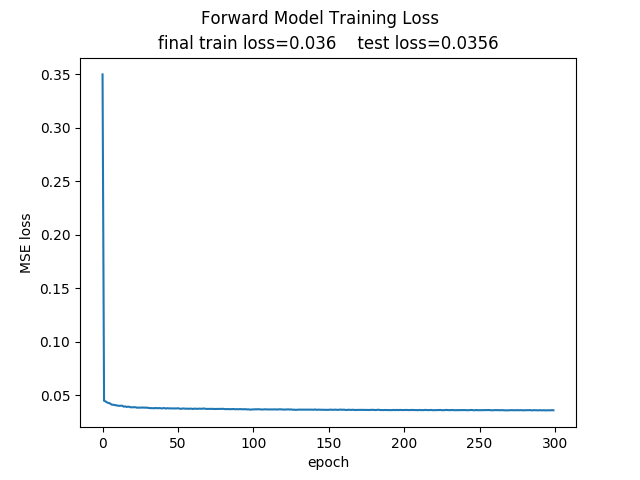 Forward Model Training Loss
final train loss=0.036    test loss=0.0356
0.35
0.30
0.25
0.20
0.15
0.10
0.05
MSE loss
0 50 100 150 200 250 300
epoch